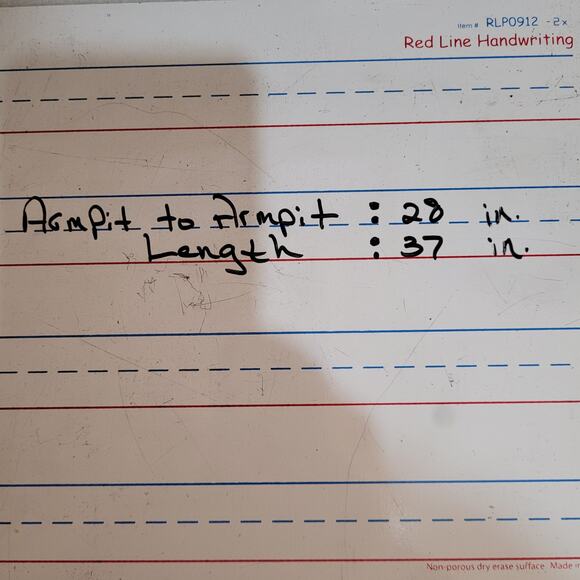 Item # RLP0912 -2x
Red Line Handwriting
Armpit to Armpit : 28 in.
Length : 37 in.
Non-porous dry erase surface. Made in